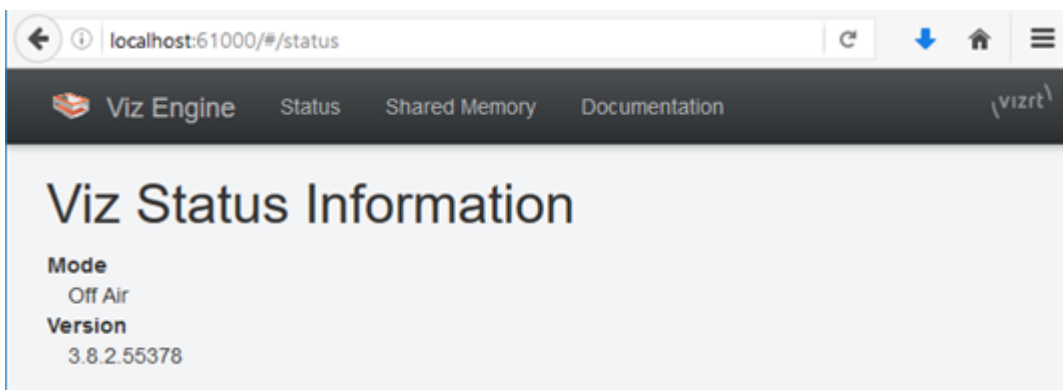 localhost:61000/#/status
Viz Engine Status Shared Memory Documentation vizrt
Viz Status Information
Mode
Off Air
Version
3.8.2.55378